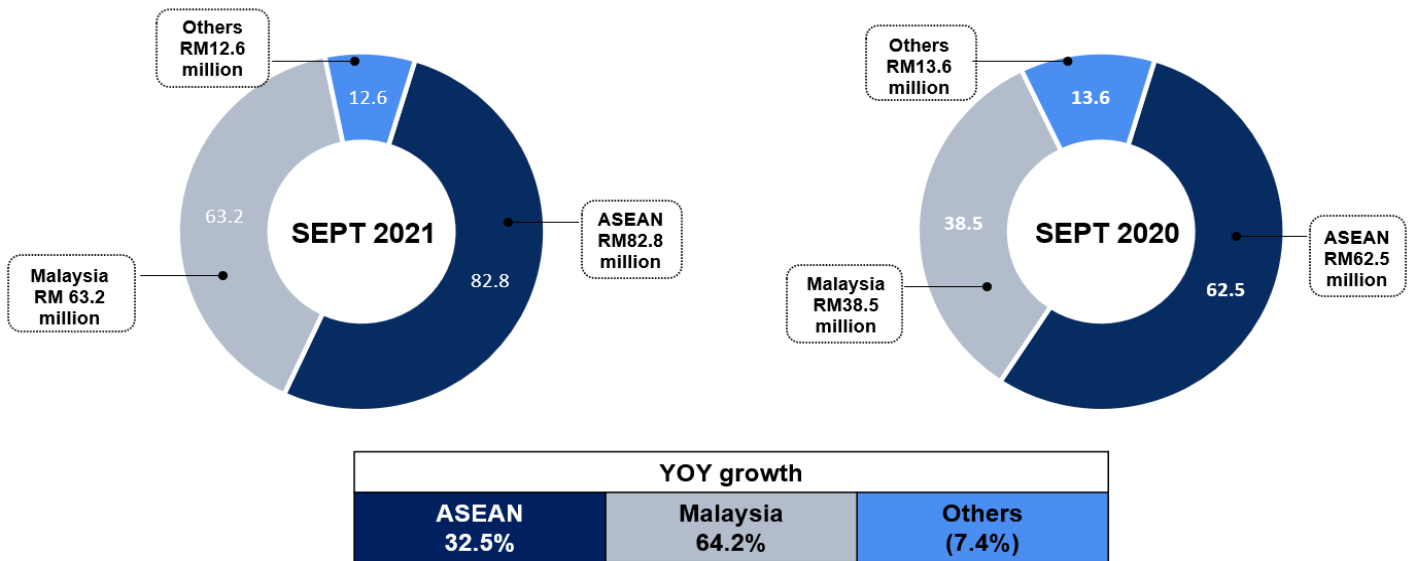 Others
RM12.6
million
12.6
63.2
SEPT 2021
ASEAN
RM82.8
million
82.8
Malaysia
RM 63.2
million
Others
RM13.6
million
13.6
38.5
SEPT 2020
ASEAN
RM62.5
million
62.5
Malaysia
RM38.5
million
YOY growth
ASEAN
32.5%
Malaysia
64.2%
Others
(7.4%)